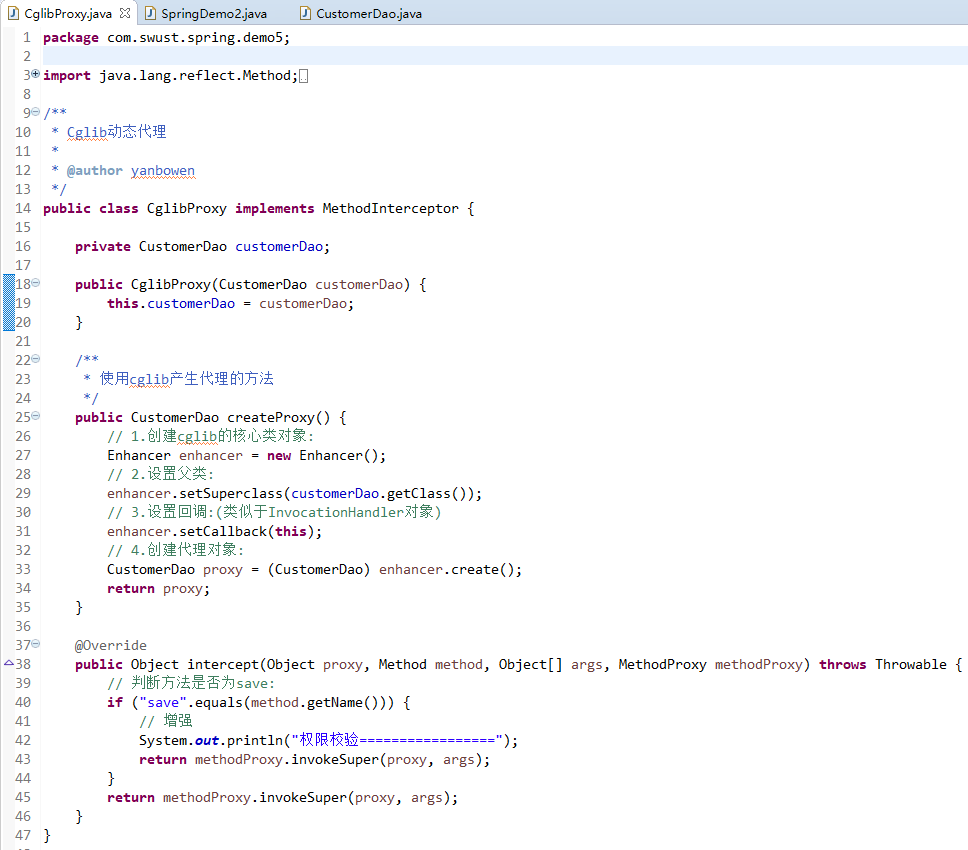 CglibProxy.java SpringDemo2.java CustomerDao.java
1 package com.swust.spring.demo5;
2
3 import java.lang.reflect.Method;
8
9 /**
10 * Cglib动态代理
11 *
12 * @author yanbowen
13 */
14 public class CglibProxy implements MethodInterceptor {
15
16 private CustomerDao customerDao;
17
18 public CglibProxy(CustomerDao customerDao) {
19 this.customerDao = customerDao;
20 }
21
22 /**
23 * 使用cglib产生代理的方法
24 */
25 public CustomerDao createProxy() {
26 // 1.创建cglib的核心类对象:
27 Enhancer enhancer = new Enhancer();
28 // 2.设置父类:
29 enhancer.setSuperclass(customerDao.getClass());
30 // 3.设置回调:(类似于InvocationHandler对象)
31 enhancer.setCallback(this);
32 // 4.创建代理对象:
33 CustomerDao proxy = (CustomerDao) enhancer.create();
34 return proxy;
35 }
36
37 @Override
38 public Object intercept(Object proxy, Method method, Object[] args, MethodProxy methodProxy) throws Throwable {
39 // 判断方法是否为save:
40 if ("save".equals(method.getName())) {
41 // 增强
42 System.out.println("权限校验=================");
43 return methodProxy.invokeSuper(proxy, args);
44 }
45 return methodProxy.invokeSuper(proxy, args);
46 }
47 }